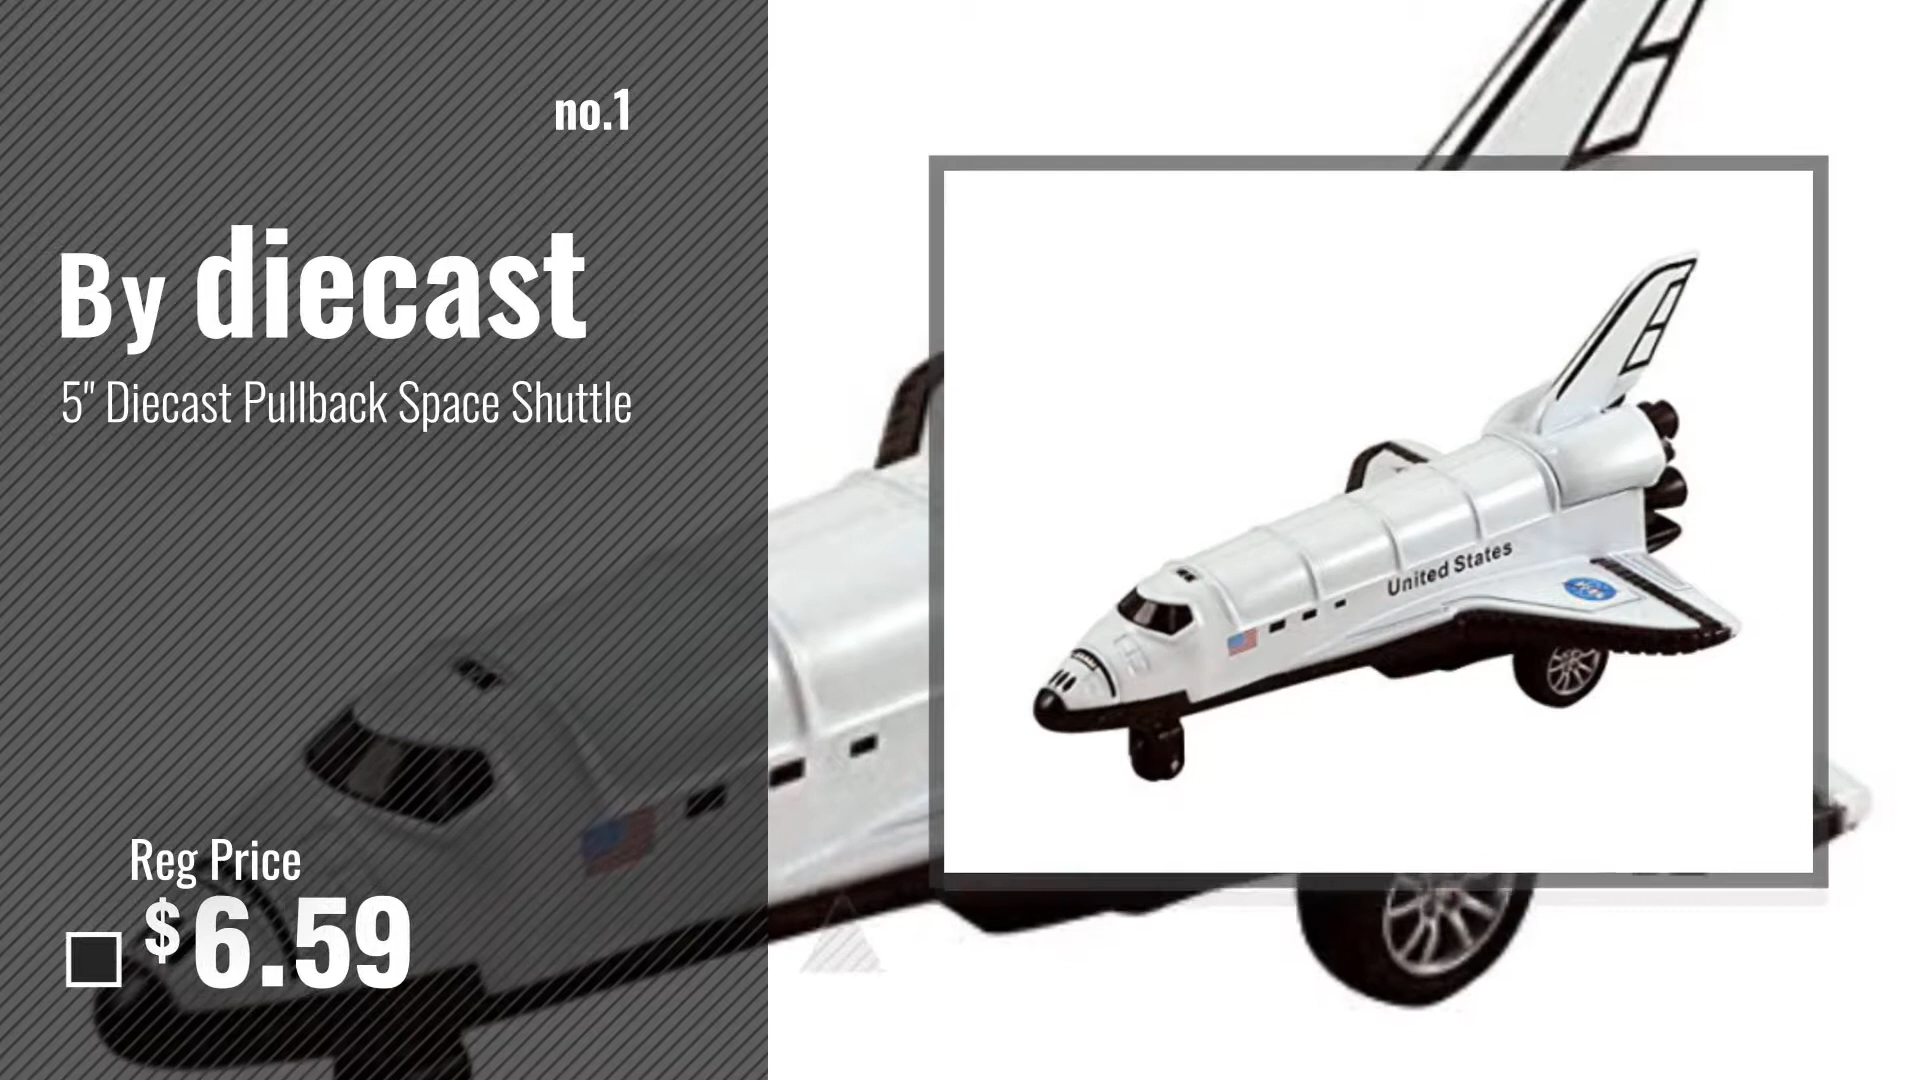 no.1
By diecast
5" Diecast Pullback Space Shuttle
Reg Price
$6.59
United States